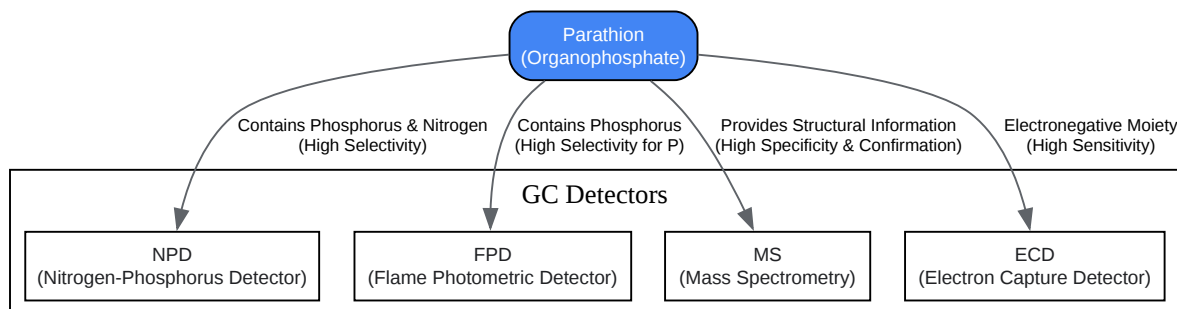 Parathion
(Organophosphate)
Contains Phosphorus & Nitrogen
(High Selectivity)
Contains Phosphorus
(High Selectivity for P)
Provides Structural Information
(High Specificity & Confirmation)
Electronegative Moiety
(High Sensitivity)
GC Detectors
NPD
(Nitrogen-Phosphorus Detector)
FPD
(Flame Photometric Detector)
MS
(Mass Spectrometry)
ECD
(Electron Capture Detector)